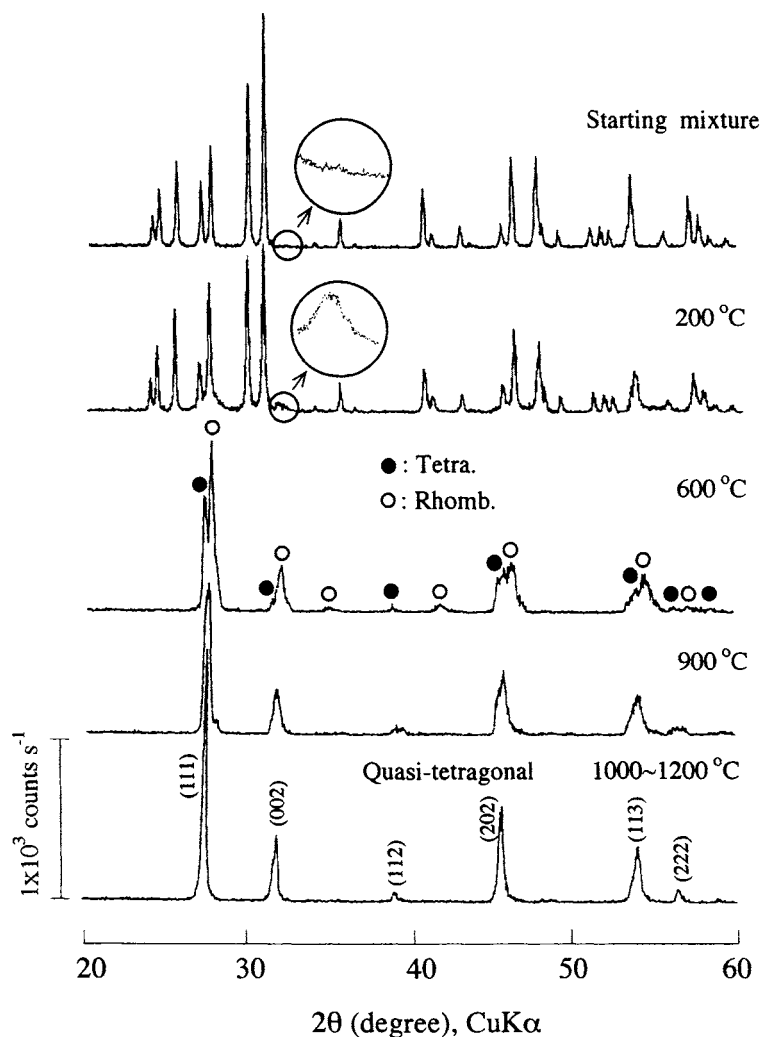 Starting mixture
200 °C
● : Tetra.
○ : Rhomb.
600 °C
900 °C
Quasi-tetragonal
1000~1200 °C
1x10³ counts s⁻¹
(111)
(002)
(112)
(202)
(113)
(222)
20
30
40
50
60
2θ (degree), CuKα